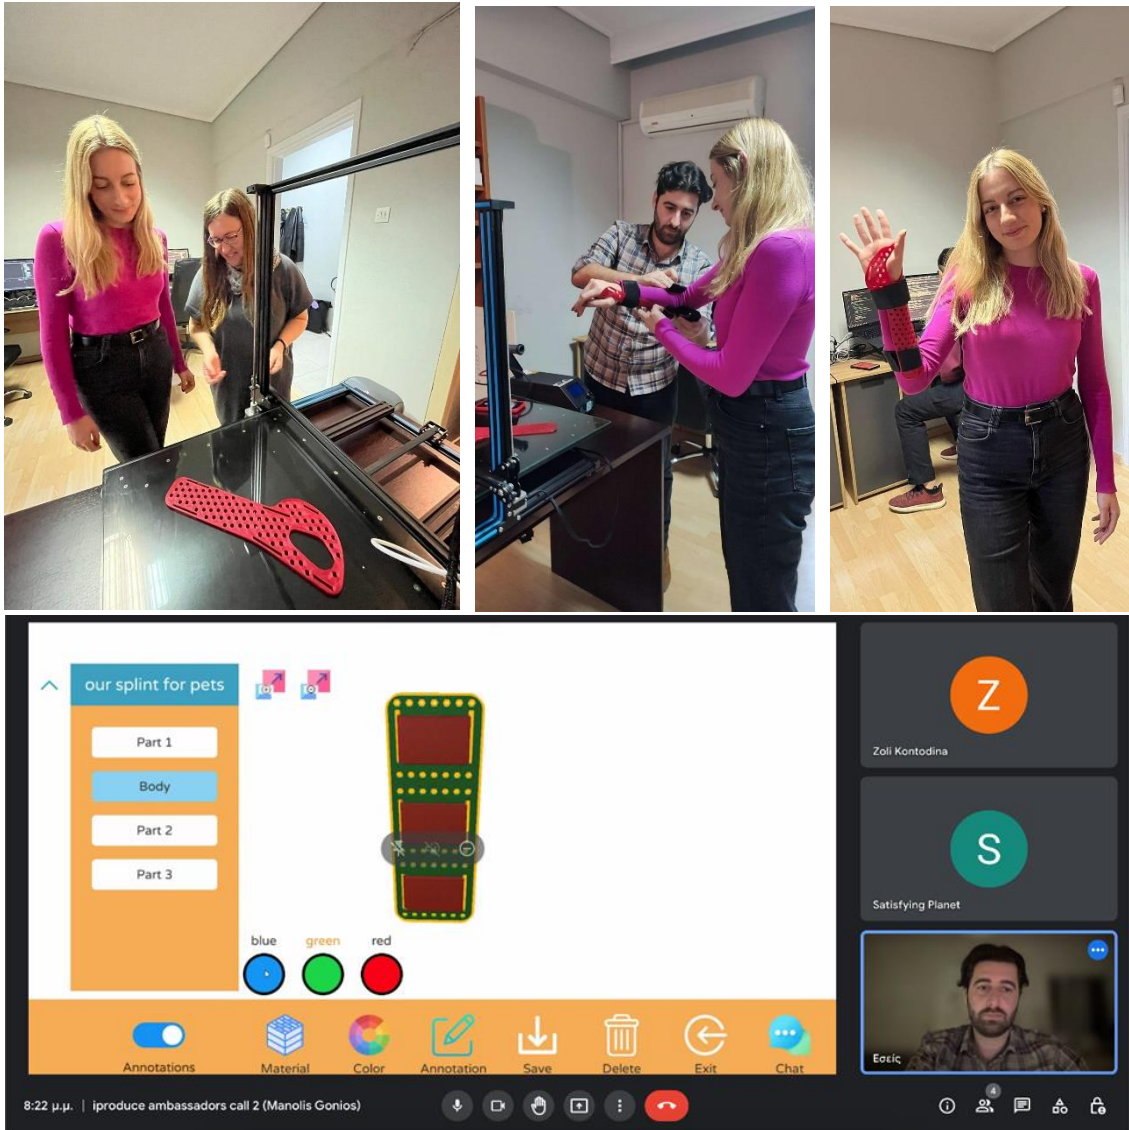 our splint for pets
Part 1
Body
Part 2
Part 3
blue
green
red
Annotations
Material
Color
Annotation
Save
Delete
Exit
Chat
Z
Zoli Kontodina
S
Satisfying Planet
Εσείς
8:22 μ.μ. | iproduce ambassadors call 2 (Manolis Gonios)
4